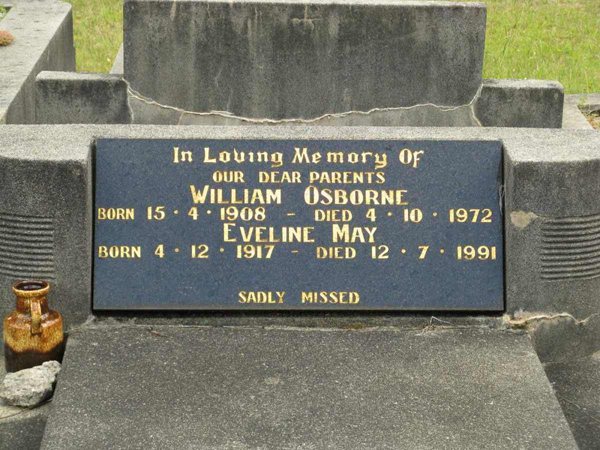 In Loving Memory Of
OUR DEAR PARENTS
WILLIAM OSBORNE
BORN 15 · 4 · 1908 - DIED 4 · 10 · 1972
EVELINE MAY
BORN 4 · 12 · 1917 - DIED 12 · 7 · 1991
SADLY MISSED